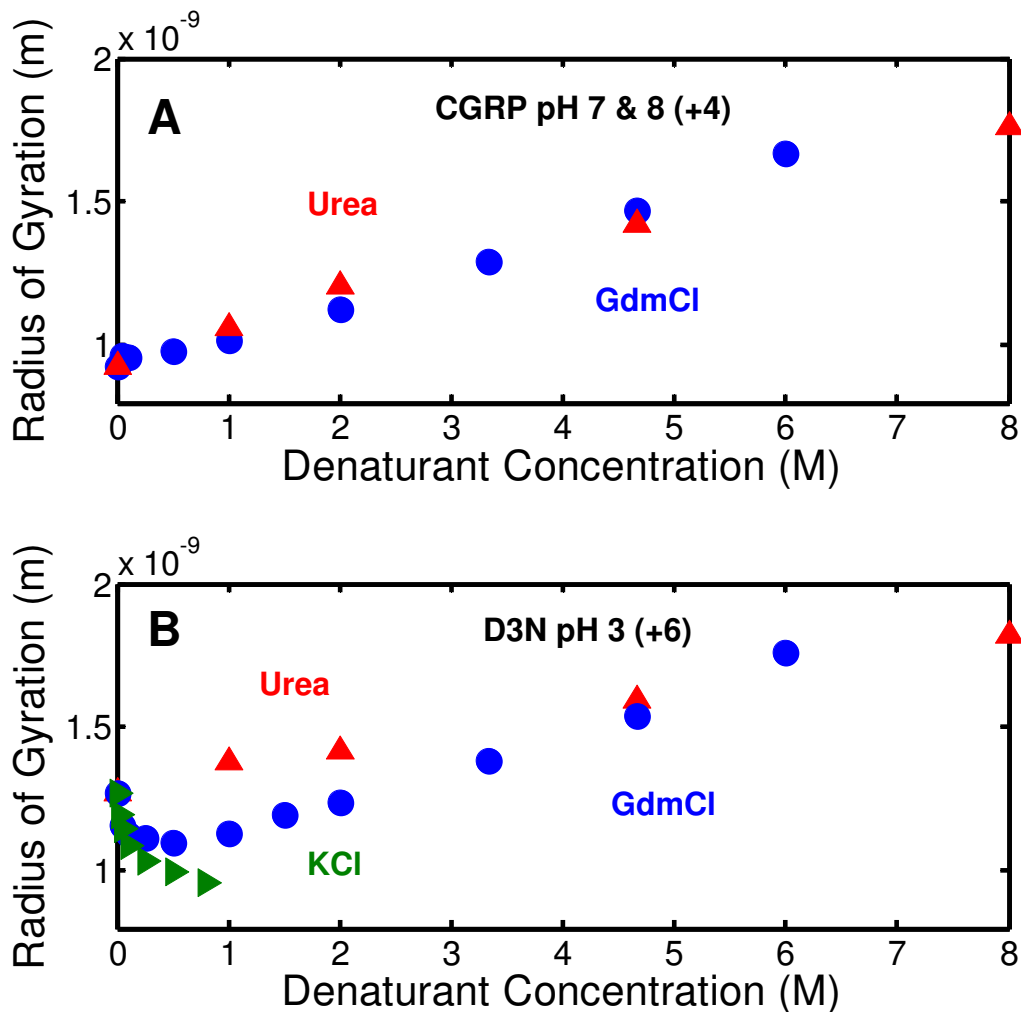 x 10-9
2
1.5
1
Radius of Gyration (m)
A
CGRP pH 7 & 8 (+4)
Urea
GdmCl
0 1 2 3 4 5 6 7 8
Denaturant Concentration (M)
x 10-9
2
1.5
1
Radius of Gyration (m)
B
D3N pH 3 (+6)
Urea
GdmCl
KCl
0 1 2 3 4 5 6 7 8
Denaturant Concentration (M)